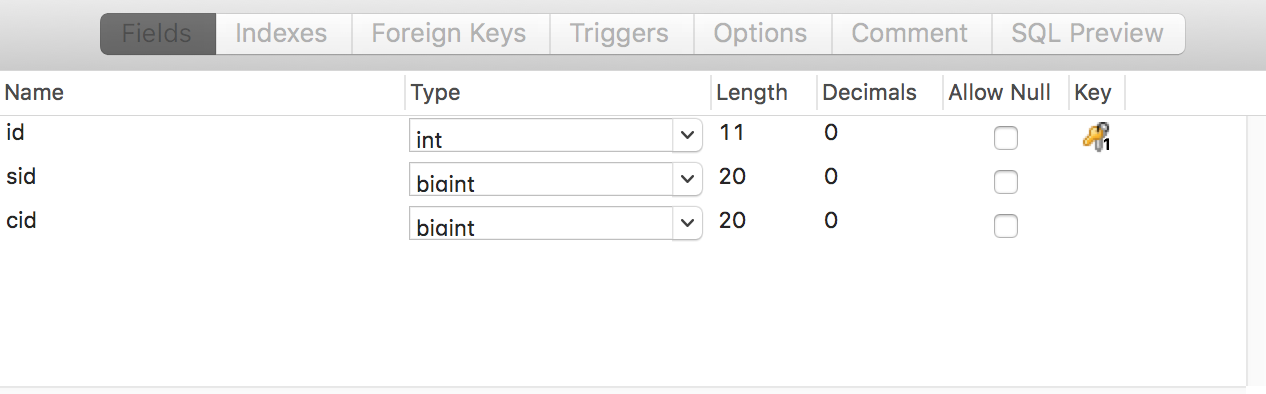 Fields Indexes Foreign Keys Triggers Options Comment SQL Preview
Name Type Length Decimals Allow Null Key
id int 11 0 1
sid bigint 20 0
cid bigint 20 0